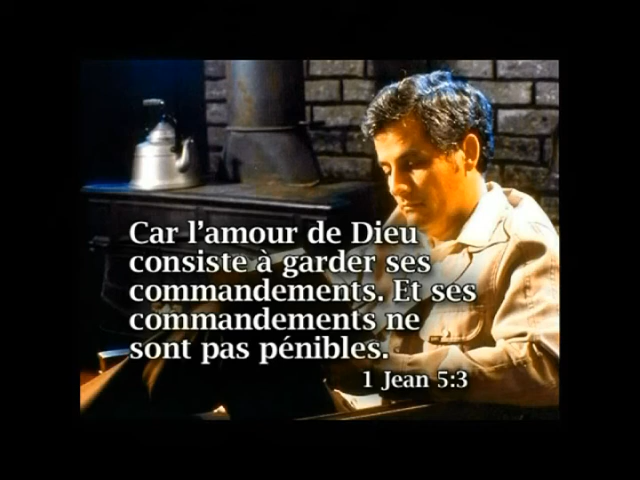 Car l'amour de Dieu
consiste à garder ses
commandements. Et ses
commandements ne
sont pas pénibles.
1 Jean 5:3